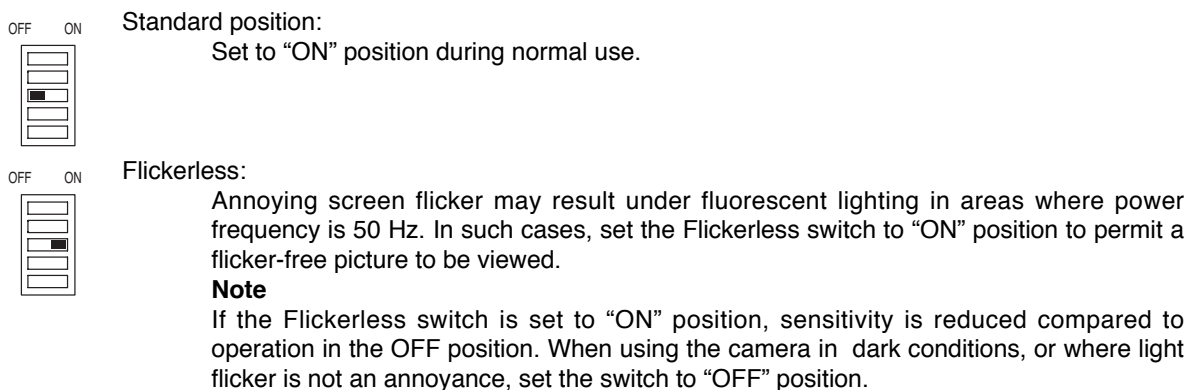 OFF ON
Standard position:
Set to “ON” position during normal use.
OFF ON
Flickerless:
Annoying screen flicker may result under fluorescent lighting in areas where power
frequency is 50 Hz. In such cases, set the Flickerless switch to “ON” position to permit a
flicker-free picture to be viewed.
Note
If the Flickerless switch is set to “ON” position, sensitivity is reduced compared to
operation in the OFF position. When using the camera in dark conditions, or where light
flicker is not an annoyance, set the switch to “OFF” position.